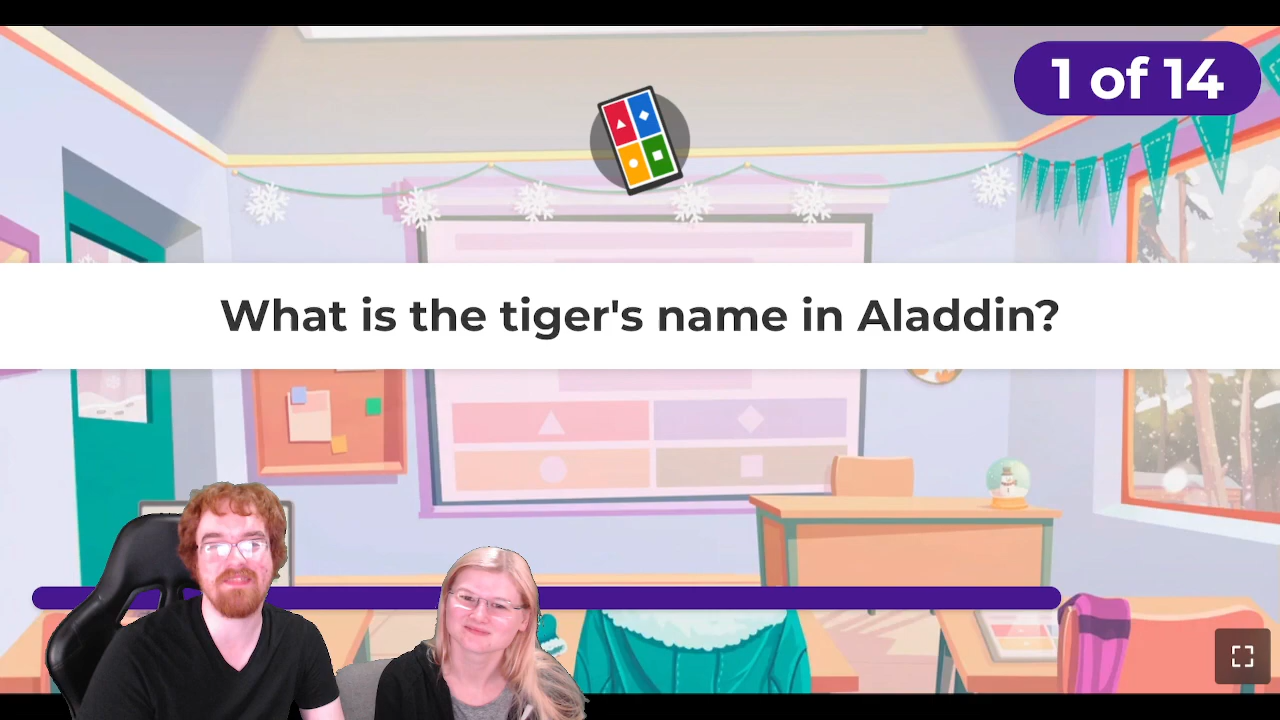 1 of 14
What is the tiger's name in Aladdin?